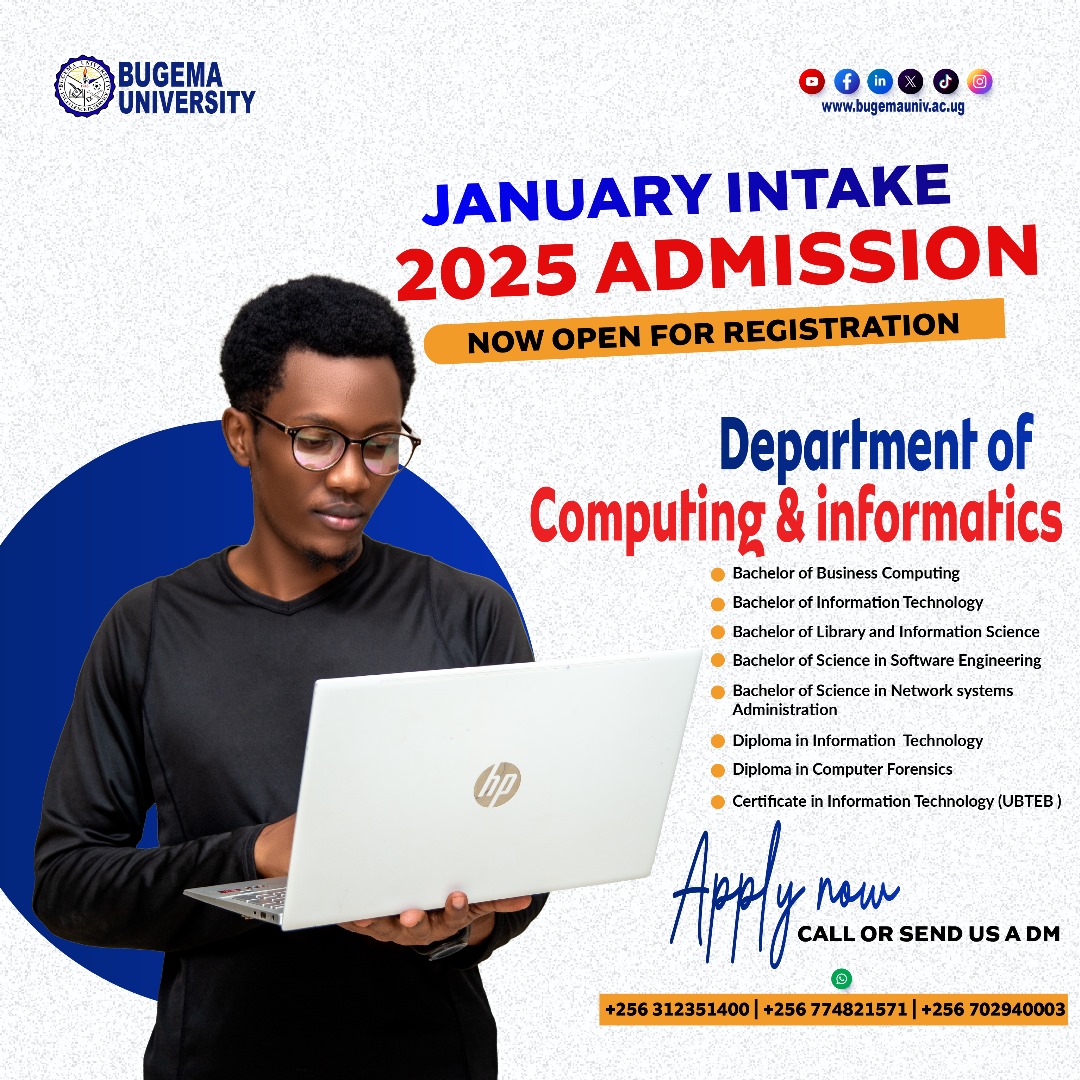 BUGEMA
UNIVERSITY
www.bugemauniv.ac.ug
JANUARY INTAKE
2025 ADMISSION
NOW OPEN FOR REGISTRATION
Department of
Computing & informatics
Bachelor of Business Computing
Bachelor of Information Technology
Bachelor of Library and Information Science
Bachelor of Science in Software Engineering
Bachelor of Science in Network systems
Administration
Diploma in Information Technology
Diploma in Computer Forensics
Certificate in Information Technology (UBTEB )
hp
Apply now
CALL OR SEND US A DM
+256 312351400 | +256 774821571 | +256 702940003